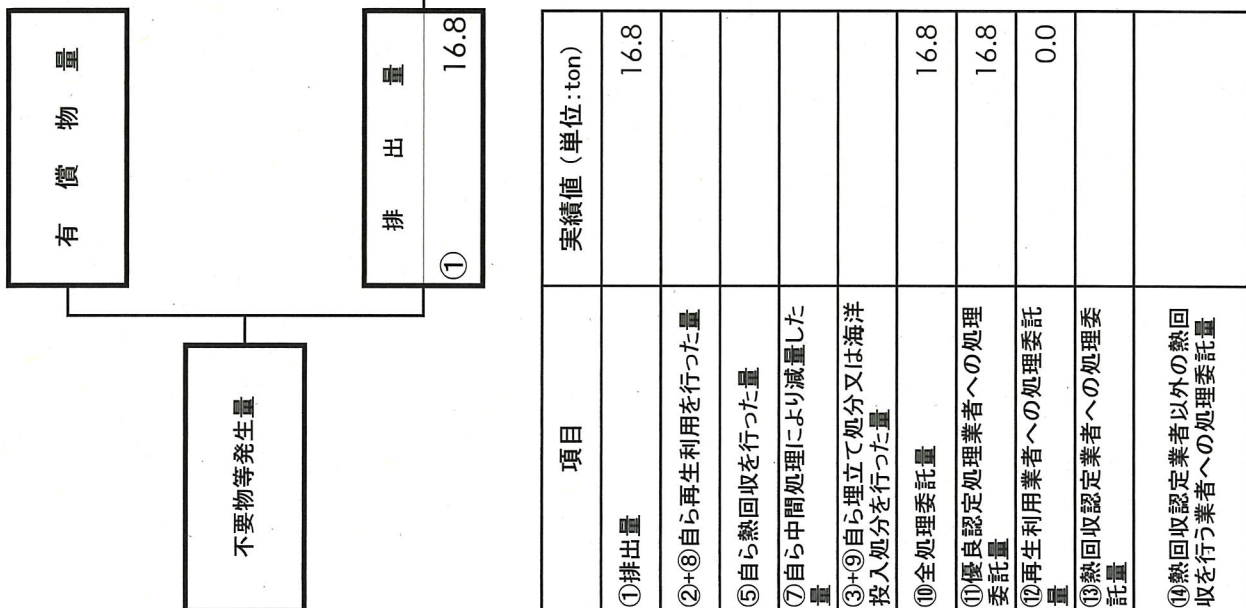 有償物量
不要物等発生量
排出量
① 16.8
項目 実績値（単位:ton）
①排出量 16.8
②+⑧自ら再生利用を行った量
⑤自ら熱回収を行った量
⑦自ら中間処理により減量した
量
③+⑨自ら埋立て処分又は海洋
投入処分を行った量
⑩全処理委託量 16.8
⑪優良認定処理業者への処理
委託量 16.8
⑫再生利用業者への処理委託
量 0.0
⑬熱回収認定業者への処理委
託量
⑭熱回収認定業者以外の熱回
収を行う業者への処理委託量